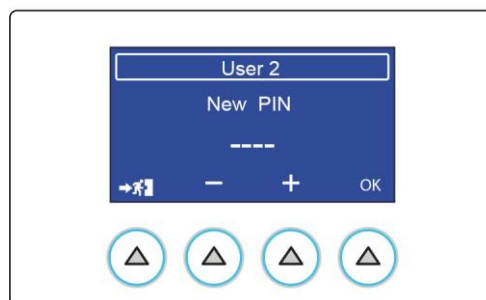 User 2
New PIN
----
− + OK